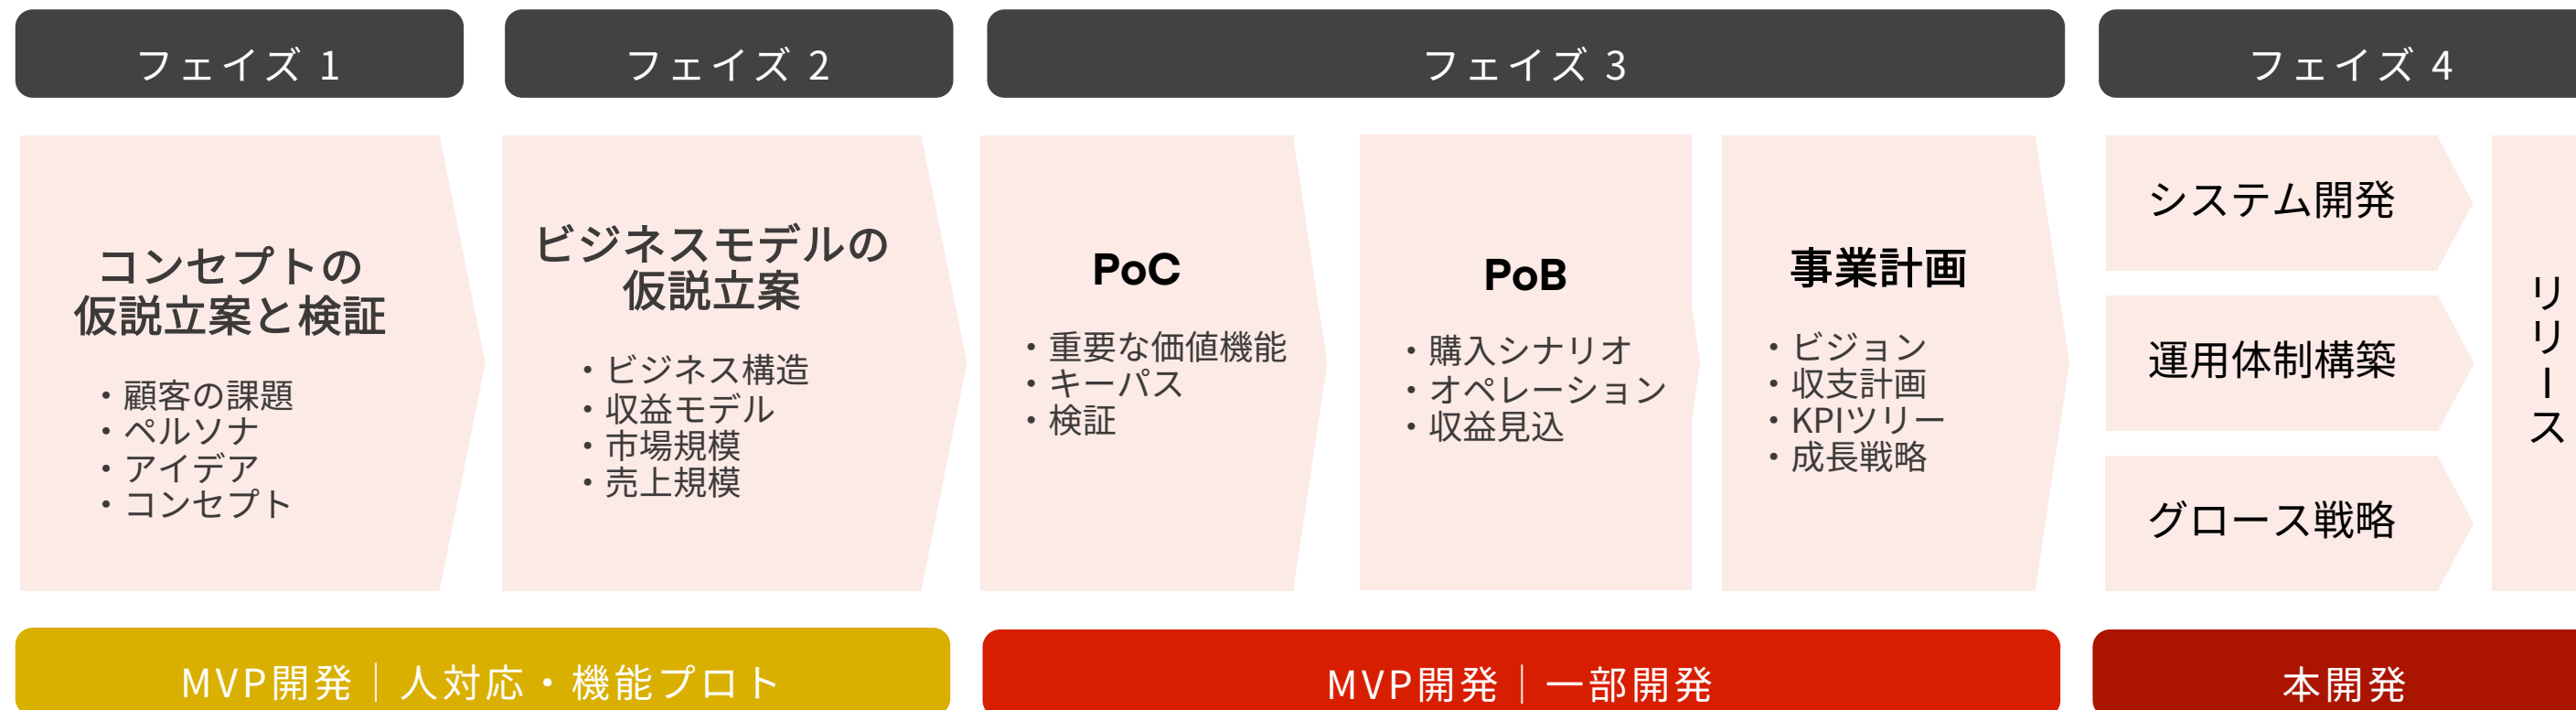 フェイズ 1
フェイズ 2
フェイズ 3
フェイズ 4
コンセプトの
仮説立案と検証
・顧客の課題
・ペルソナ
・アイデア
・コンセプト
ビジネスモデルの
仮説立案
・ビジネス構造
・収益モデル
・市場規模
・売上規模
PoC
・重要な価値機能
・キーパス
・検証
PoB
・購入シナリオ
・オペレーション
・収益見込
事業計画
・ビジョン
・収支計画
・KPIツリー
・成長戦略
システム開発
運用体制構築
グロース戦略
リリース
MVP開発｜人対応・機能プロト
MVP開発｜一部開発
本開発